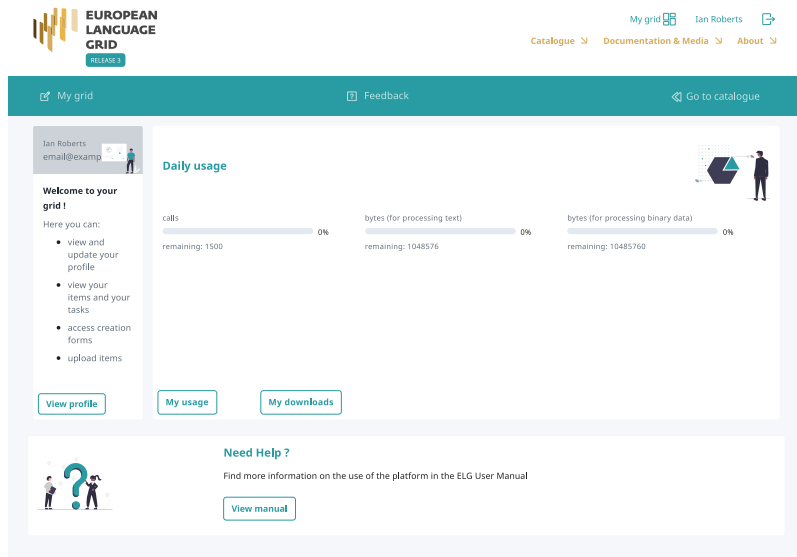 EUROPEAN
LANGUAGE
GRID
RELEASE 3
My grid Ian Roberts
Catalogue Documentation & Media About
My grid Feedback Go to catalogue
Ian Roberts
email@examp
Welcome to your
grid !
Here you can:
view and
update your
profile
view your
items and your
tasks
access creation
forms
upload items
View profile
Daily usage
calls
0%
remaining: 1500
bytes (for processing text)
0%
remaining: 1048576
bytes (for processing binary data)
0%
remaining: 10485760
My usage My downloads
Need Help ?
Find more information on the use of the platform in the ELG User Manual
View manual